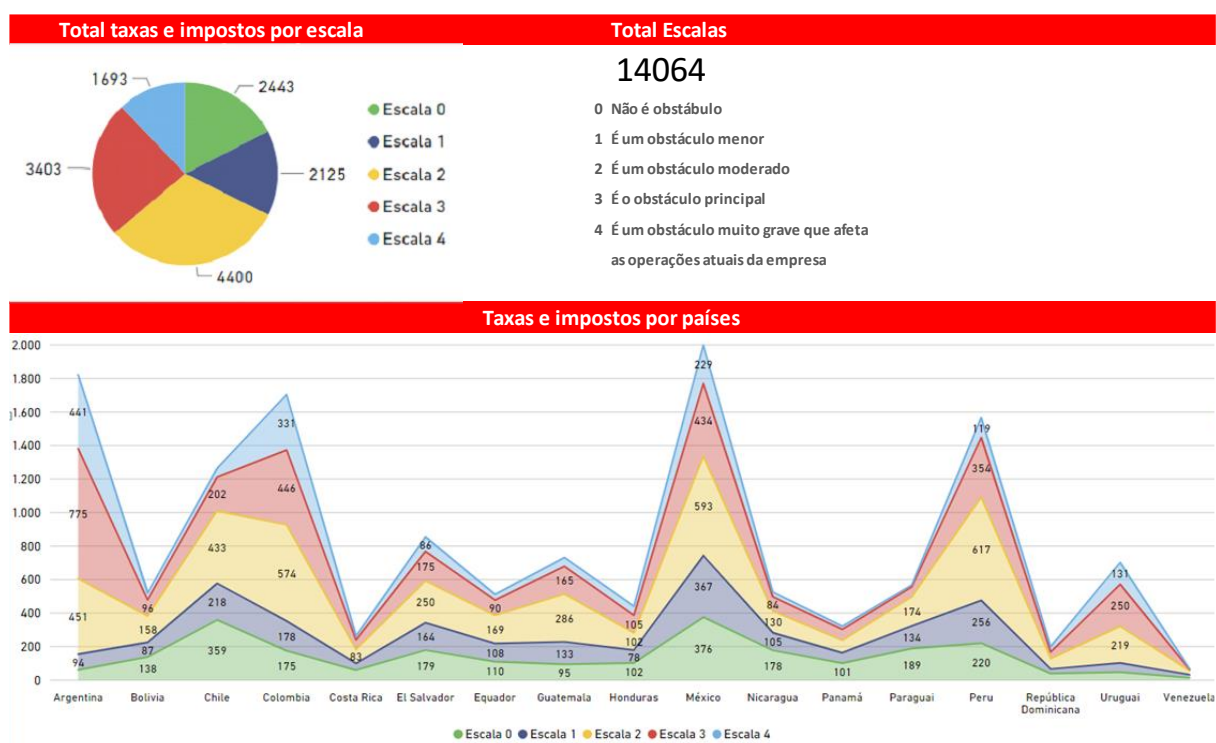 Total taxas e impostos por escala
Total Escalas
1693
2443
3403
2125
4400
Escala 0
Escala 1
Escala 2
Escala 3
Escala 4
14064
0 Não é obstábulo
1 É um obstáculo menor
2 É um obstáculo moderado
3 É o obstáculo principal
4 É um obstáculo muito grave que afeta
as operações atuais da empresa
Taxas e impostos por países
2.000
1.800
1.600
1.400
1.200
1.000
800
600
400
200
0
441
775
451
94
96
158
87
138
202
433
218
359
331
446
574
178
175
83
86
175
250
164
179
90
169
108
110
165
286
133
95
105
102
78
102
229
434
593
367
376
84
130
105
178
101
174
134
189
119
354
617
256
220
131
250
219
Argentina
Bolivia
Chile
Colombia
Costa Rica
El Salvador
Equador
Guatemala
Honduras
México
Nicaragua
Panamá
Paraguai
Peru
República
Dominicana
Uruguai
Venezuela
Escala 0 Escala 1 Escala 2 Escala 3 Escala 4